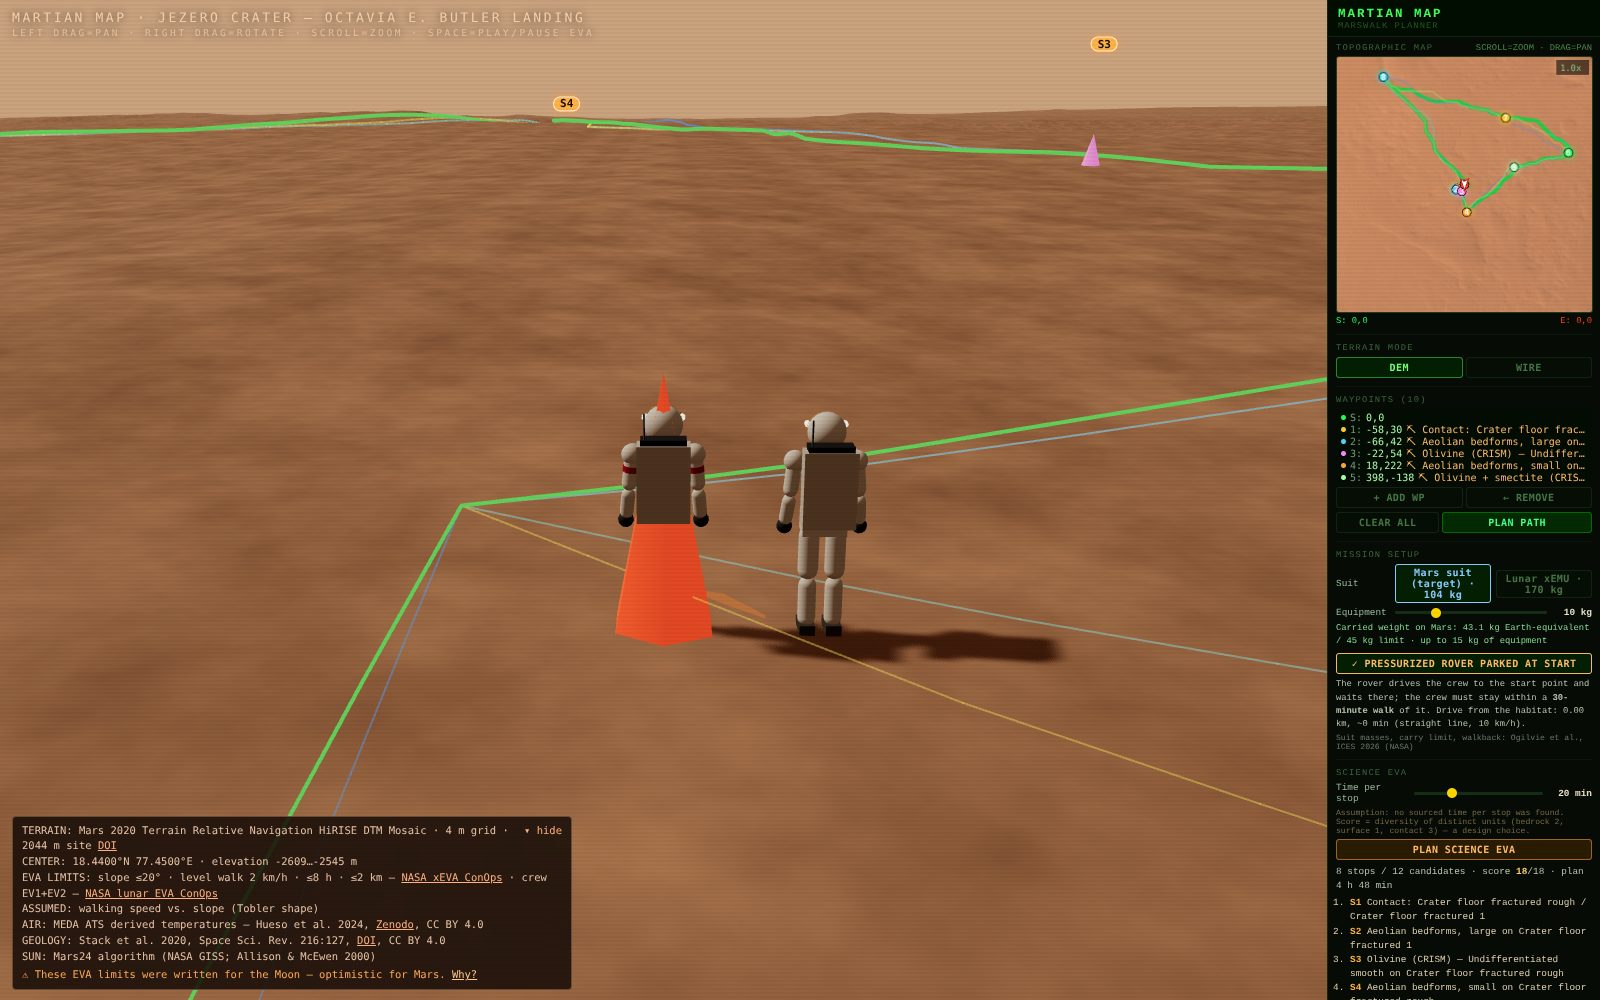 MARTIAN MAP · JEZERO CRATER — OCTAVIA E. BUTLER LANDING
LEFT DRAG=PAN · RIGHT DRAG=ROTATE · SCROLL=ZOOM · SPACE=PLAY/PAUSE EVA
S3
S4
TERRAIN: Mars 2020 Terrain Relative Navigation HiRISE DTM Mosaic · 4 m grid · ▾ hide
2044 m site DOI
CENTER: 18.4400°N 77.4500°E · elevation -2609…-2545 m
EVA LIMITS: slope ≤20° · level walk 2 km/h · ≤8 h · ≤2 km — NASA xEVA ConOps · crew
EV1+EV2 — NASA lunar EVA ConOps
ASSUMED: walking speed vs. slope (Tobler shape)
AIR: MEDA ATS derived temperatures — Hueso et al. 2024, Zenodo, CC BY 4.0
GEOLOGY: Stack et al. 2020, Space Sci. Rev. 216:127, DOI, CC BY 4.0
SUN: Mars24 algorithm (NASA GISS; Allison & McEwen 2000)
⚠ These EVA limits were written for the Moon — optimistic for Mars. Why?
MARTIAN MAP
MARSWALK PLANNER
TOPOGRAPHIC MAP SCROLL=ZOOM · DRAG=PAN
1.0x
S: 0,0 E: 0,0
TERRAIN MODE
DEM WIRE
WAYPOINTS (10)
S: 0,0
1: -58,30 ⛏ Contact: Crater floor frac…
2: -66,42 ⛏ Aeolian bedforms, large on…
3: -22,54 ⛏ Olivine (CRISM) — Undiffer…
4: 18,222 ⛏ Aeolian bedforms, small on…
5: 398,-138 ⛏ Olivine + smectite (CRIS…
+ ADD WP ← REMOVE
CLEAR ALL PLAN PATH
MISSION SETUP
Suit
Mars suit (target) · 104 kg
Lunar xEMU · 170 kg
Equipment 10 kg
Carried weight on Mars: 43.1 kg Earth-equivalent
/ 45 kg limit · up to 15 kg of equipment
✓ PRESSURIZED ROVER PARKED AT START
The rover drives the crew to the start point and
waits there; the crew must stay within a 30-
minute walk of it. Drive from the habitat: 0.00
km, ~0 min (straight line, 10 km/h).
Suit masses, carry limit, walkback: Ogilvie et al.,
ICES 2026 (NASA)
SCIENCE EVA
Time per stop 20 min
Assumption: no sourced time per stop was found.
Score = diversity of distinct units (bedrock 2,
surface 1, contact 3) — a design choice.
PLAN SCIENCE EVA
8 stops / 12 candidates · score 18/18 · plan
4 h 48 min
1. S1 Contact: Crater floor fractured rough /
Crater floor fractured 1
2. S2 Aeolian bedforms, large on Crater floor
fractured 1
3. S3 Olivine (CRISM) — Undifferentiated
smooth on Crater floor fractured rough
4. S4 Aeolian bedforms, small on Crater floor